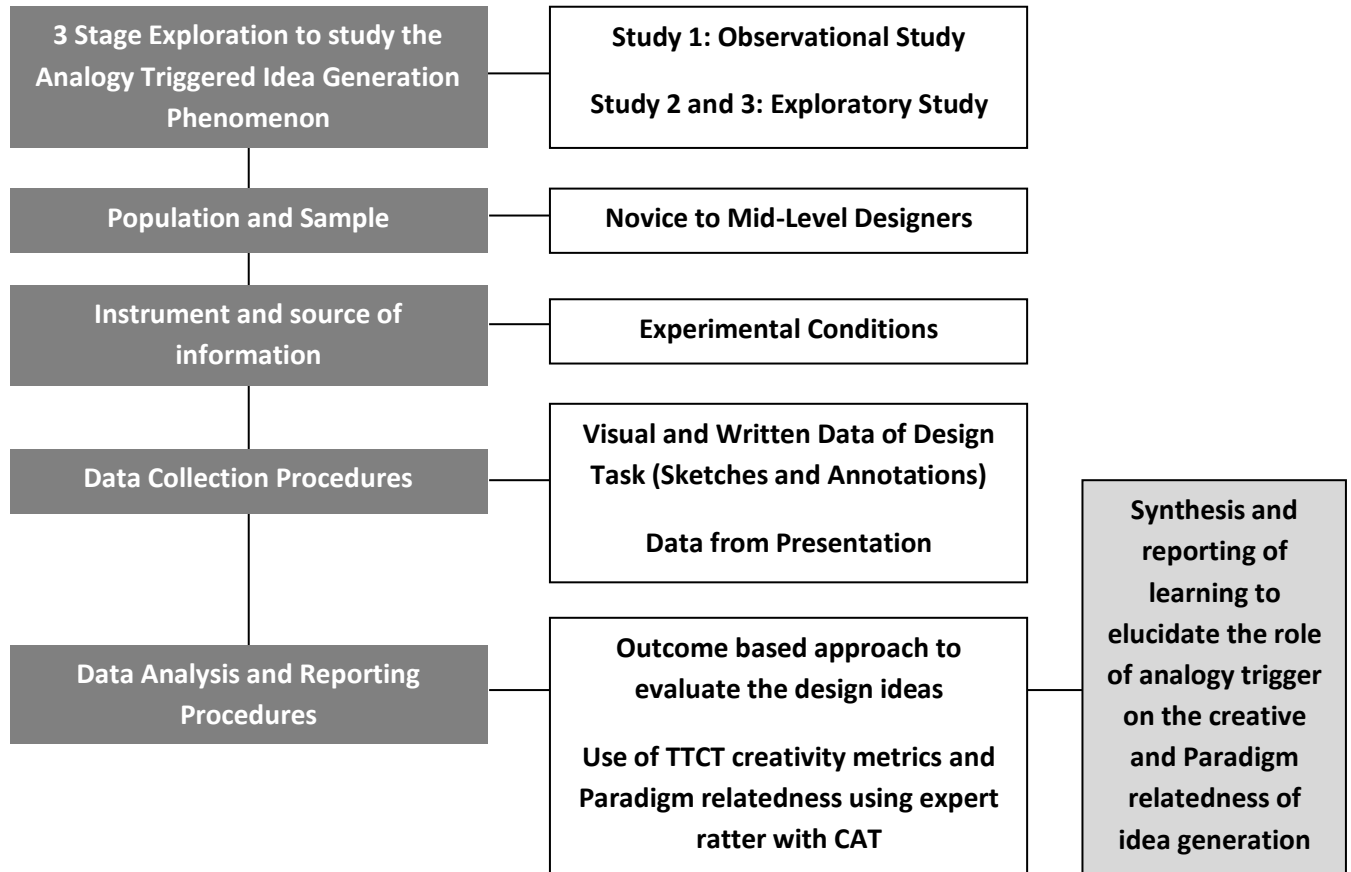 3 Stage Exploration to study the
Analogy Triggered Idea Generation
Phenomenon
Study 1: Observational Study
Study 2 and 3: Exploratory Study
Population and Sample
Novice to Mid-Level Designers
Instrument and source of
information
Experimental Conditions
Data Collection Procedures
Visual and Written Data of Design
Task (Sketches and Annotations)
Data from Presentation
Data Analysis and Reporting
Procedures
Outcome based approach to
evaluate the design ideas
Use of TTCT creativity metrics and
Paradigm relatedness using expert
ratter with CAT
Synthesis and
reporting of
learning to
elucidate the role
of analogy trigger
on the creative
and Paradigm
relatedness of
idea generation